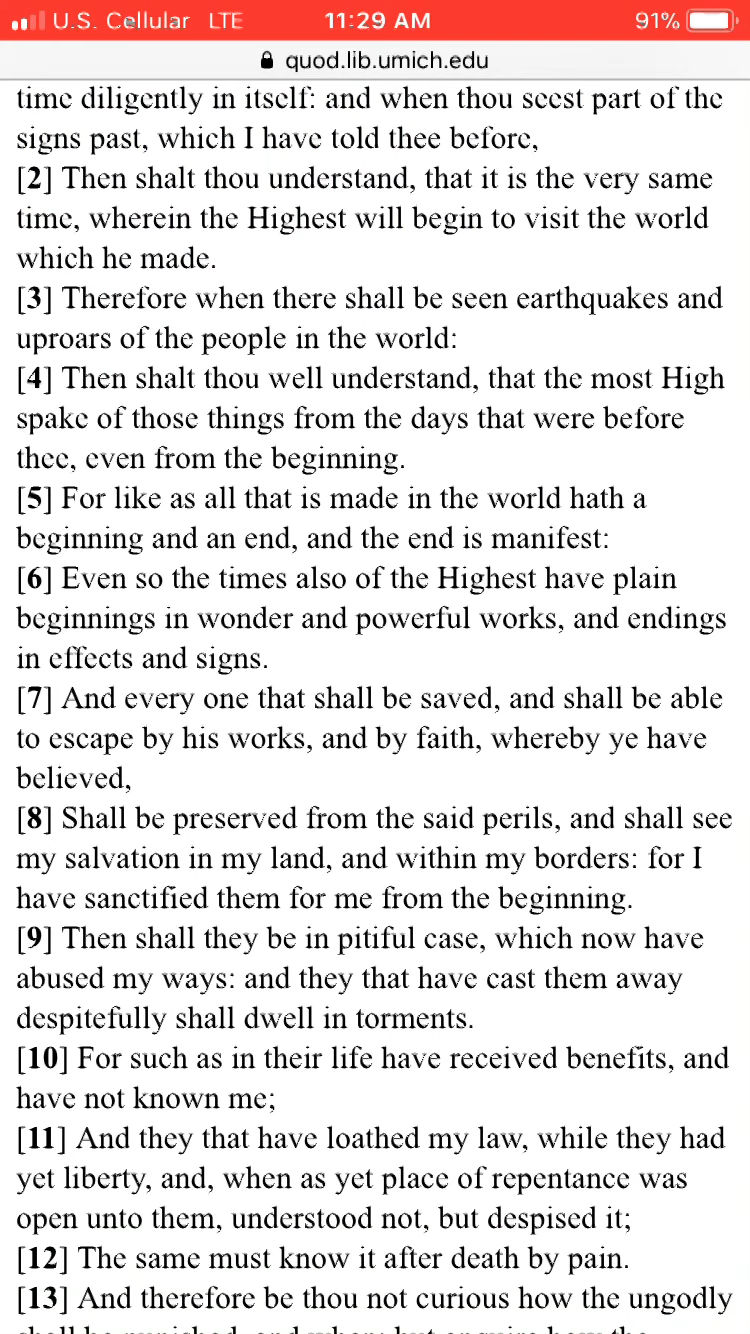 U.S. Cellular LTE 11:29 AM 91%
quod.lib.umich.edu
time diligently in itself: and when thou seest part of the
signs past, which I have told thee before,
[2] Then shalt thou understand, that it is the very same
time, wherein the Highest will begin to visit the world
which he made.
[3] Therefore when there shall be seen earthquakes and
uproars of the people in the world:
[4] Then shalt thou well understand, that the most High
spake of those things from the days that were before
thee, even from the beginning.
[5] For like as all that is made in the world hath a
beginning and an end, and the end is manifest:
[6] Even so the times also of the Highest have plain
beginnings in wonder and powerful works, and endings
in effects and signs.
[7] And every one that shall be saved, and shall be able
to escape by his works, and by faith, whereby ye have
believed,
[8] Shall be preserved from the said perils, and shall see
my salvation in my land, and within my borders: for I
have sanctified them for me from the beginning.
[9] Then shall they be in pitiful case, which now have
abused my ways: and they that have cast them away
despitefully shall dwell in torments.
[10] For such as in their life have received benefits, and
have not known me;
[11] And they that have loathed my law, while they had
yet liberty, and, when as yet place of repentance was
open unto them, understood not, but despised it;
[12] The same must know it after death by pain.
[13] And therefore be thou not curious how the ungodly